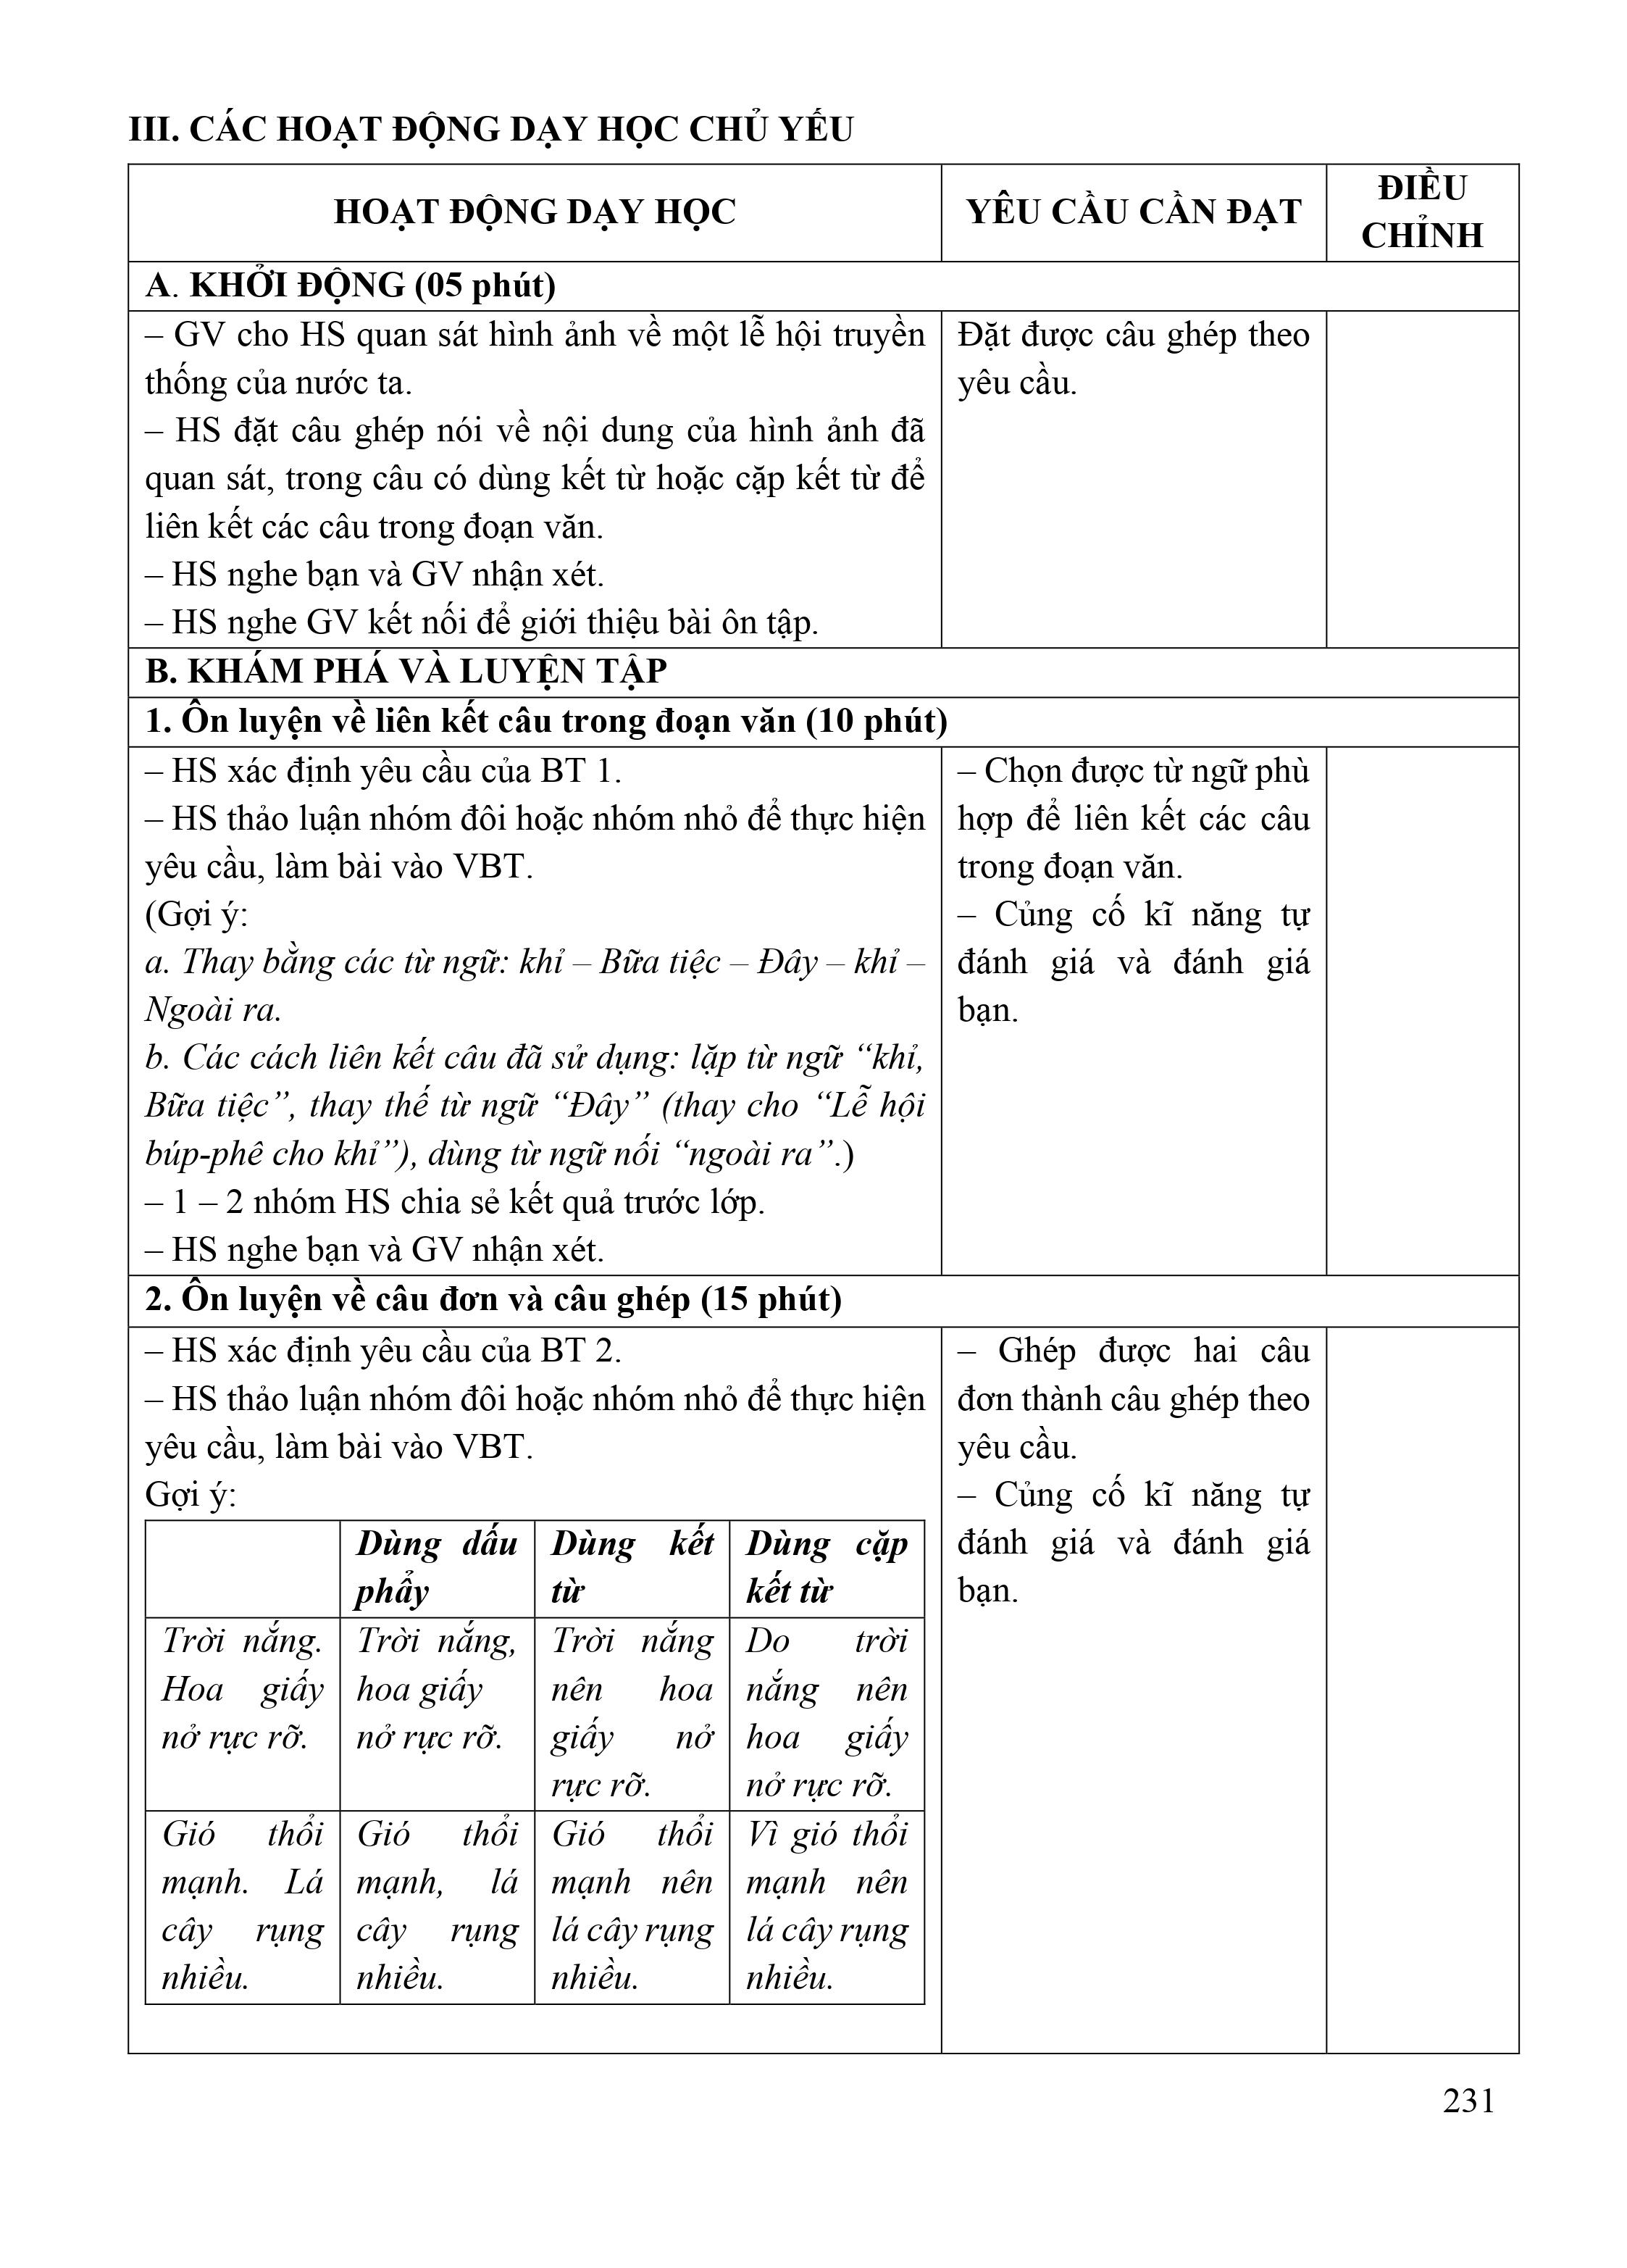 III. CÁC HOẠT ĐỘNG DẠY HỌC CHỦ YẾU
HOẠT ĐỘNG DẠY HỌC
YÊU CẦU CẦN ĐẠT
ĐIỀU
CHỈNH
A. KHỞI ĐỘNG (05 phút)
– GV cho HS quan sát hình ảnh về một lễ hội truyền
thống của nước ta.
– HS đặt câu ghép nói về nội dung của hình ảnh đã
quan sát, trong câu có dùng kết từ hoặc cặp kết từ để
liên kết các câu trong đoạn văn.
– HS nghe bạn và GV nhận xét.
– HS nghe GV kết nối để giới thiệu bài ôn tập.
Đặt được câu ghép theo
yêu cầu.
B. KHÁM PHÁ VÀ LUYỆN TẬP
1. Ôn luyện về liên kết câu trong đoạn văn (10 phút)
– HS xác định yêu cầu của BT 1.
– HS thảo luận nhóm đôi hoặc nhóm nhỏ để thực hiện
yêu cầu, làm bài vào VBT.
(Gợi ý:
a. Thay bằng các từ ngữ: khỉ – Bữa tiệc – Đây – khỉ –
Ngoài ra.
b. Các cách liên kết câu đã sử dụng: lặp từ ngữ “khỉ,
Bữa tiệc”, thay thế từ ngữ “Đây” (thay cho “Lễ hội
búp-phê cho khỉ”), dùng từ ngữ nối “ngoài ra”.)
– 1 – 2 nhóm HS chia sẻ kết quả trước lớp.
– HS nghe bạn và GV nhận xét.
– Chọn được từ ngữ phù
hợp để liên kết các câu
trong đoạn văn.
– Củng cố kĩ năng tự
đánh giá và đánh giá
bạn.
2. Ôn luyện về câu đơn và câu ghép (15 phút)
– HS xác định yêu cầu của BT 2.
– HS thảo luận nhóm đôi hoặc nhóm nhỏ để thực hiện
yêu cầu, làm bài vào VBT.
Gợi ý:
Dùng dấu
phẩy
Dùng kết
từ
Dùng cặp
kết từ
Trời nắng.
Hoa giấy
nở rực rỡ.
Trời nắng,
hoa giấy
nở rực rỡ.
Trời nắng
nên hoa
giấy nở
rực rỡ.
Do trời
nắng nên
hoa giấy
nở rực rỡ.
Gió thổi
mạnh. Lá
cây rụng
nhiều.
Gió thổi
mạnh, lá
cây rụng
nhiều.
Gió thổi
mạnh nên
lá cây rụng
nhiều.
Vì gió thổi
mạnh nên
lá cây rụng
nhiều.
– Ghép được hai câu
đơn thành câu ghép theo
yêu cầu.
– Củng cố kĩ năng tự
đánh giá và đánh giá
bạn.
231